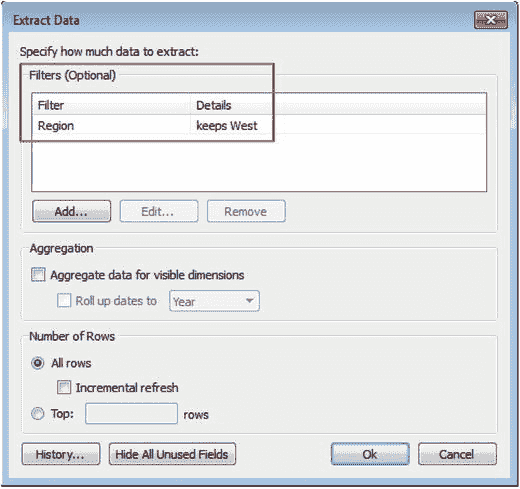 Extract Data
Specify how much data to extract:
Filters (Optional)
Filter Details
Region keeps West
Add... Edit... Remove
Aggregation
Aggregate data for visible dimensions
Roll up dates to Year
Number of Rows
All rows
Incremental refresh
Top: rows
History... Hide All Unused Fields Ok Cancel